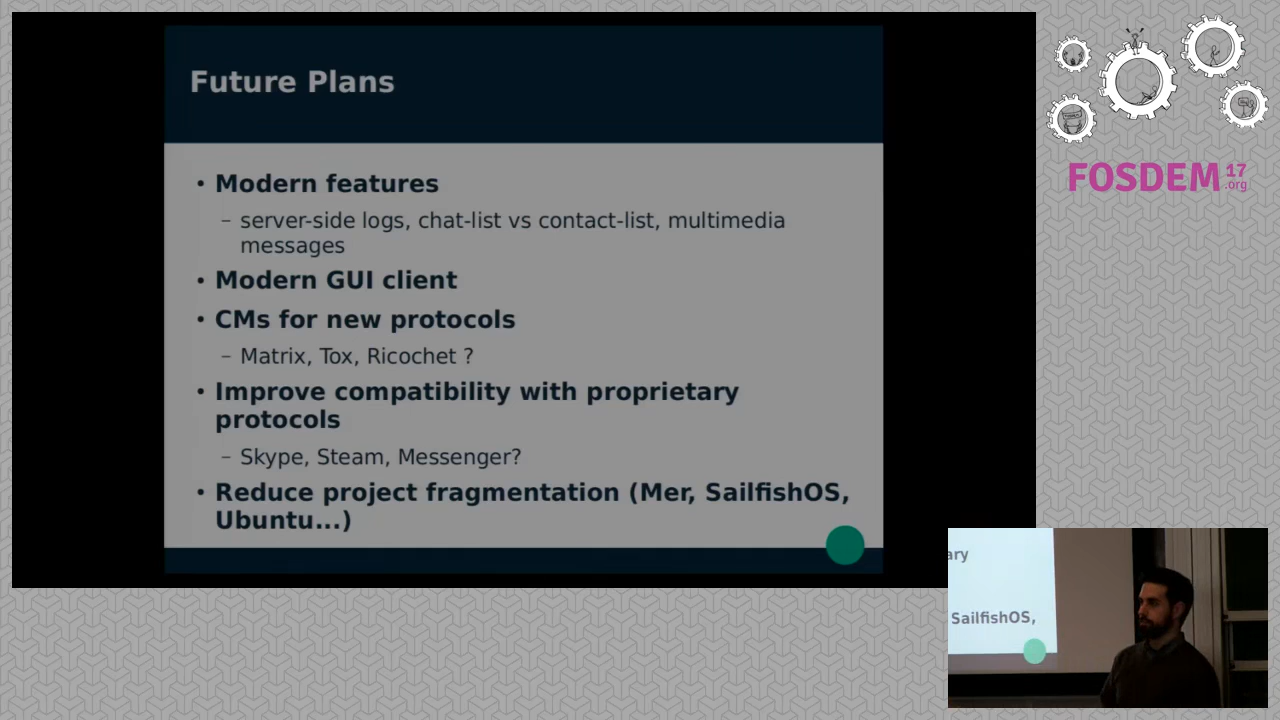 Future Plans
• Modern features
– server-side logs, chat-list vs contact-list, multimedia
messages
• Modern GUI client
• CMs for new protocols
– Matrix, Tox, Ricochet ?
• Improve compatibility with proprietary
protocols
– Skype, Steam, Messenger?
• Reduce project fragmentation (Mer, SailfishOS,
Ubuntu...)
FOSDEM 17
.org
ary
SailfishOS,